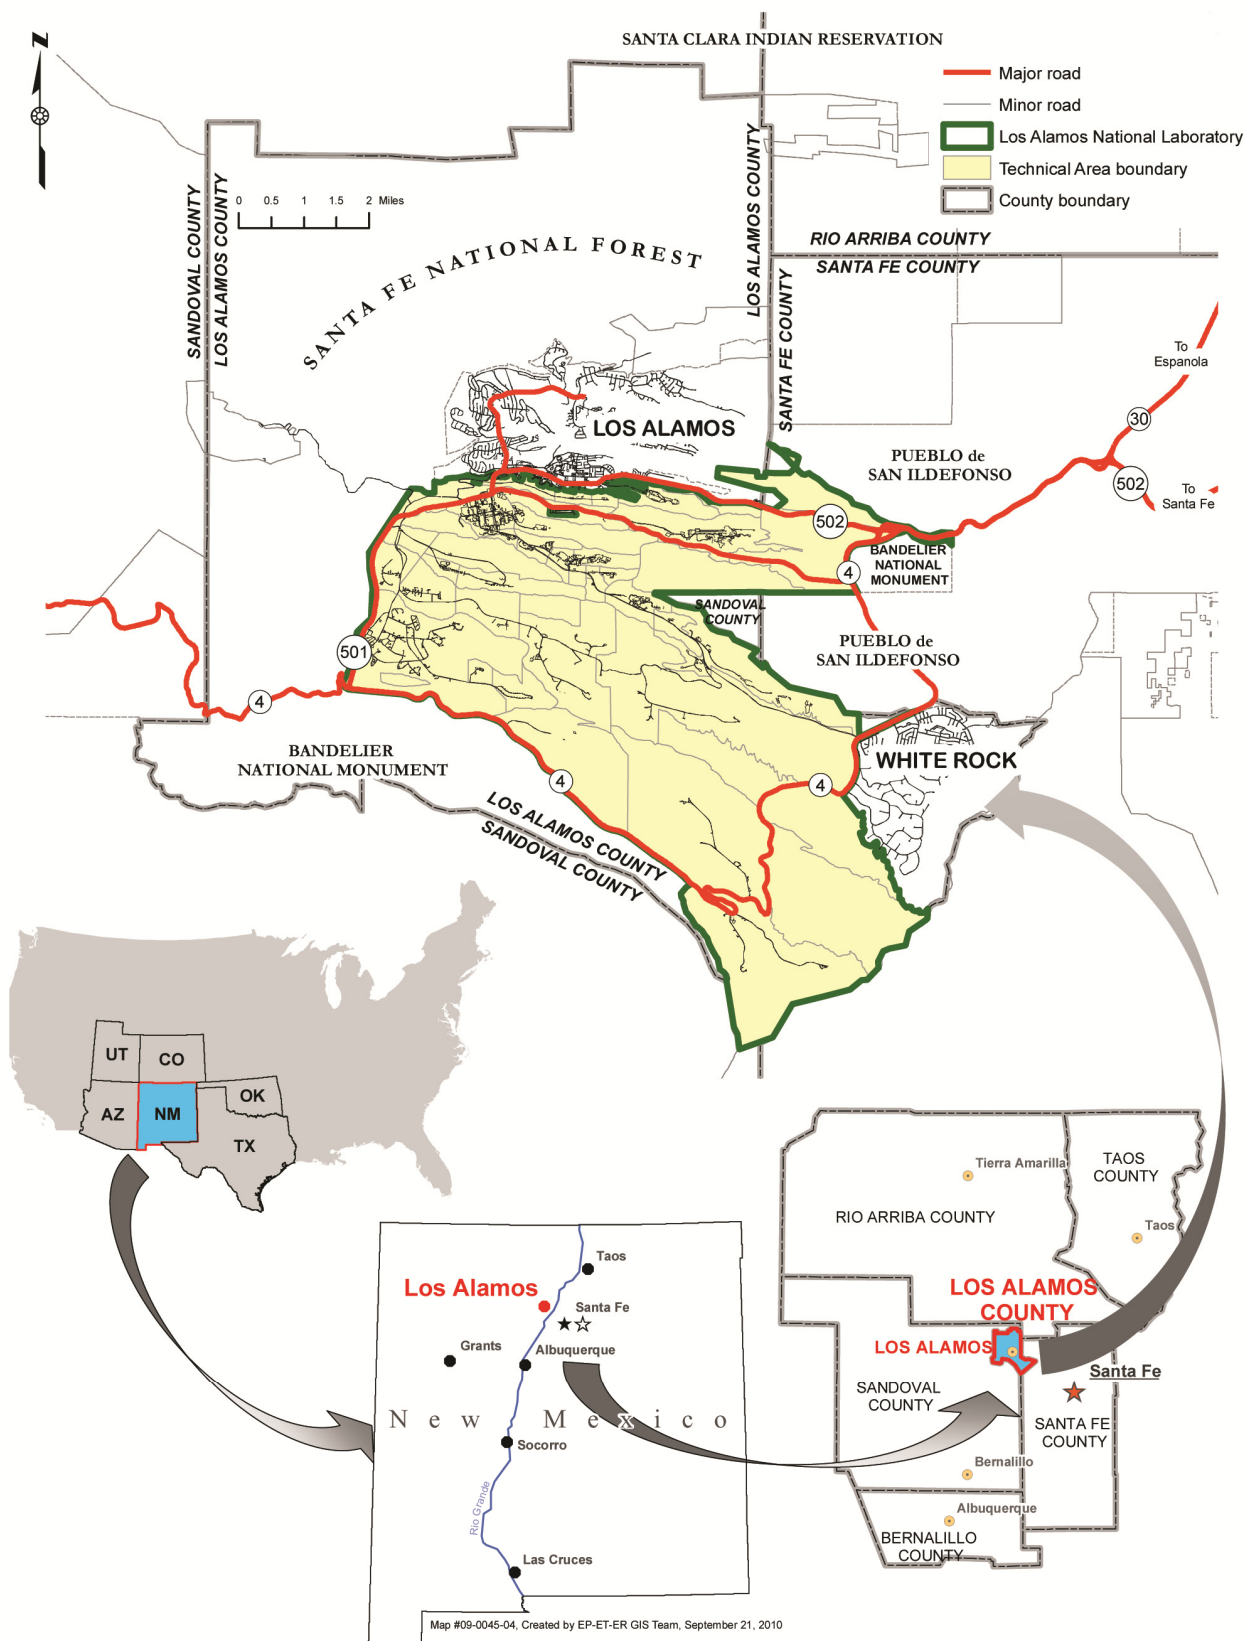 N
SANTA CLARA INDIAN RESERVATION
Major road
Minor road
Los Alamos National Laboratory
Technical Area boundary
County boundary
SANDOVAL COUNTY
LOS ALAMOS COUNTY
0 0.5 1 1.5 2 Miles
LOS ALAMOS COUNTY
SANTA FE COUNTY
RIO ARRIBA COUNTY
SANTA FE COUNTY
SANTA FE NATIONAL FOREST
To
Espanola
30
LOS ALAMOS
PUEBLO de
SAN ILDEFONSO
502
To
Santa Fe
502
BANDELIER
NATIONAL
MONUMENT
4
SANDOVAL
COUNTY
PUEBLO de
SAN ILDEFONSO
501
4
BANDELIER
NATIONAL MONUMENT
WHITE ROCK
4
4
LOS ALAMOS COUNTY
SANDOVAL COUNTY
UT
CO
AZ
NM
OK
TX
Tierra Amarilla
TAOS
COUNTY
RIO ARRIBA COUNTY
Taos
LOS ALAMOS
COUNTY
LOS ALAMOS
Santa Fe
SANDOVAL
COUNTY
SANTA FE
COUNTY
Bernalillo
Albuquerque
BERNALILLO
COUNTY
Taos
Los Alamos
Santa Fe
Grants
Albuquerque
New Mexico
Socorro
Rio Grande
Las Cruces
Map #09-0045-04, Created by EP-ET-ER GIS Team, September 21, 2010